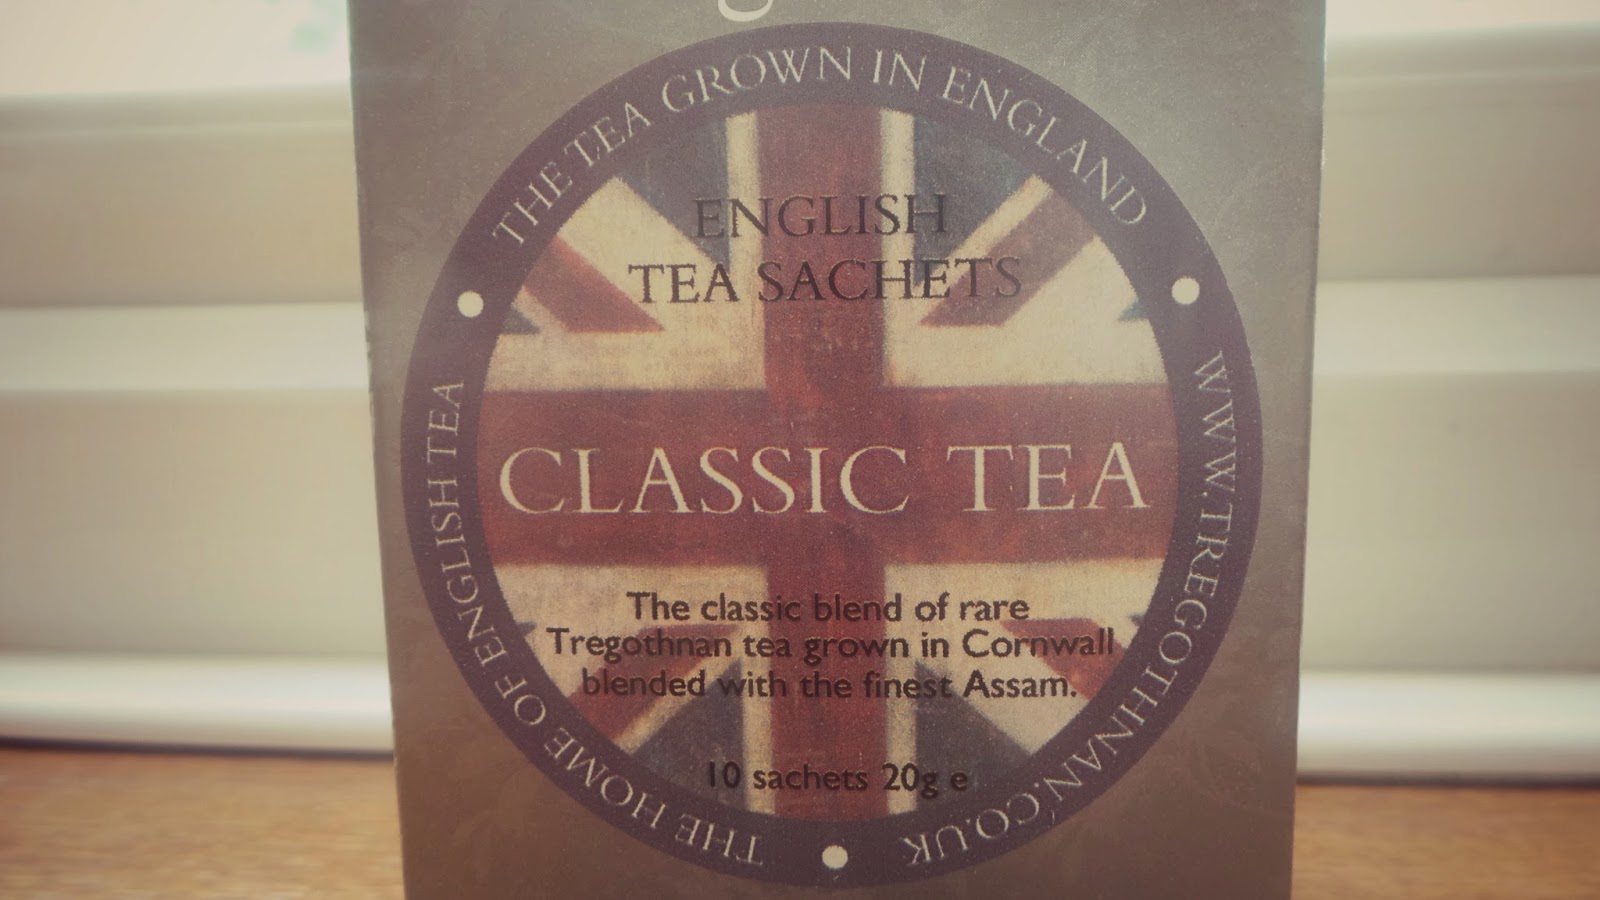 THE TEA GROWN IN ENGLAND
ENGLISH
TEA SACHETS
CLASSIC TEA
The classic blend of rare
Tregothnan tea grown in Cornwall
blended with the finest Assam.
10 sachets 20g e
THE HOME OF ENGLISH TEA
WWW.TREGOTHNAN.CO.UK